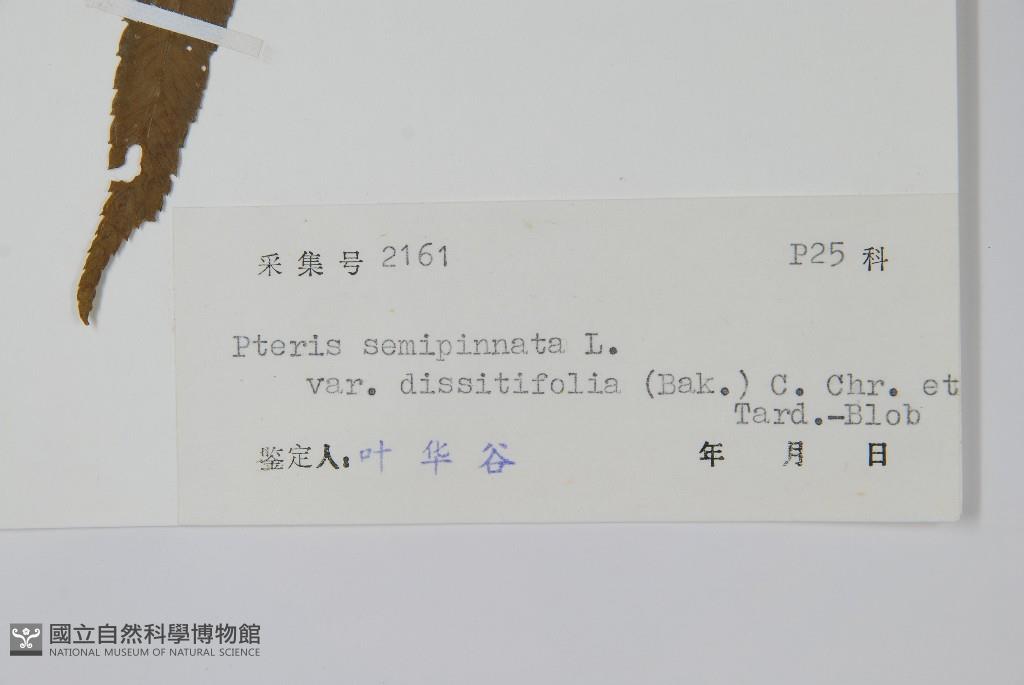 采集号 2161 P25 科
Pteris semipinnata L.
var. dissitifolia (Bak.) C. Chr. et
Tard.-Blob
鉴定人: 叶华谷 年 月 日
國立自然科學博物館
NATIONAL MUSEUM OF NATURAL SCIENCE